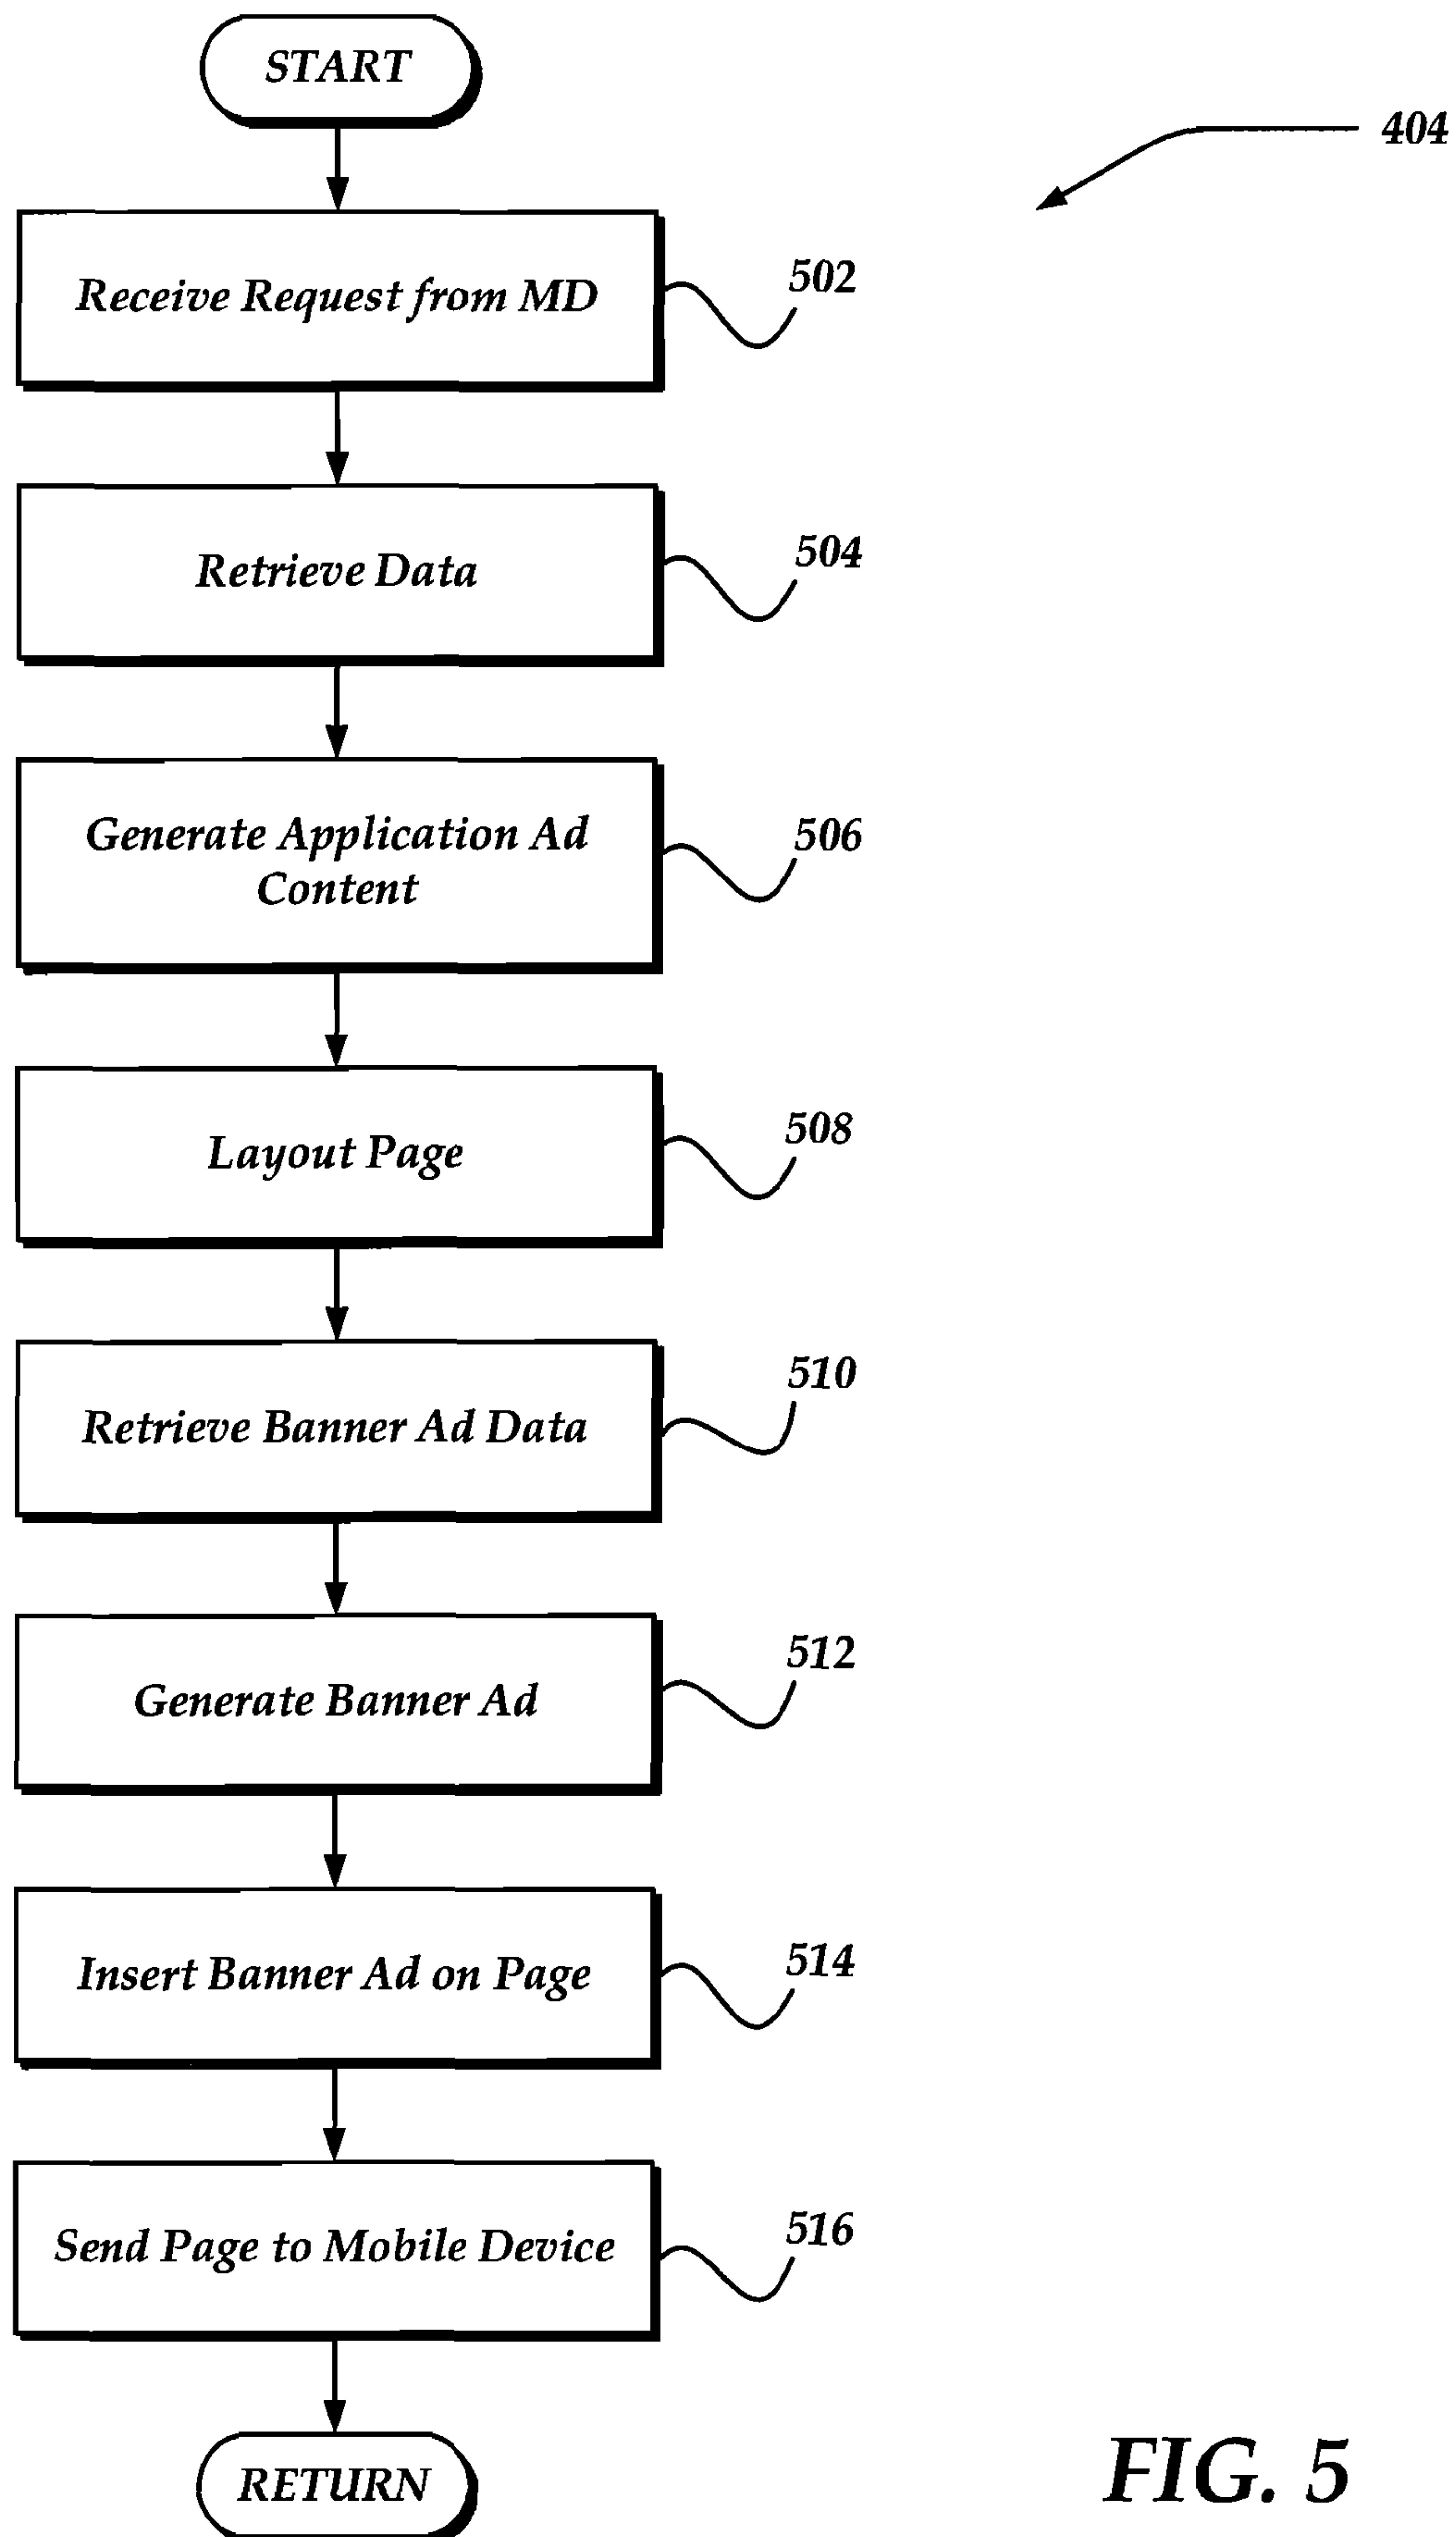 START
404
Receive Request from MD
502
Retrieve Data
504
Generate Application Ad
Content
506
Layout Page
508
Retrieve Banner Ad Data
510
Generate Banner Ad
512
Insert Banner Ad on Page
514
Send Page to Mobile Device
516
RETURN
FIG. 5